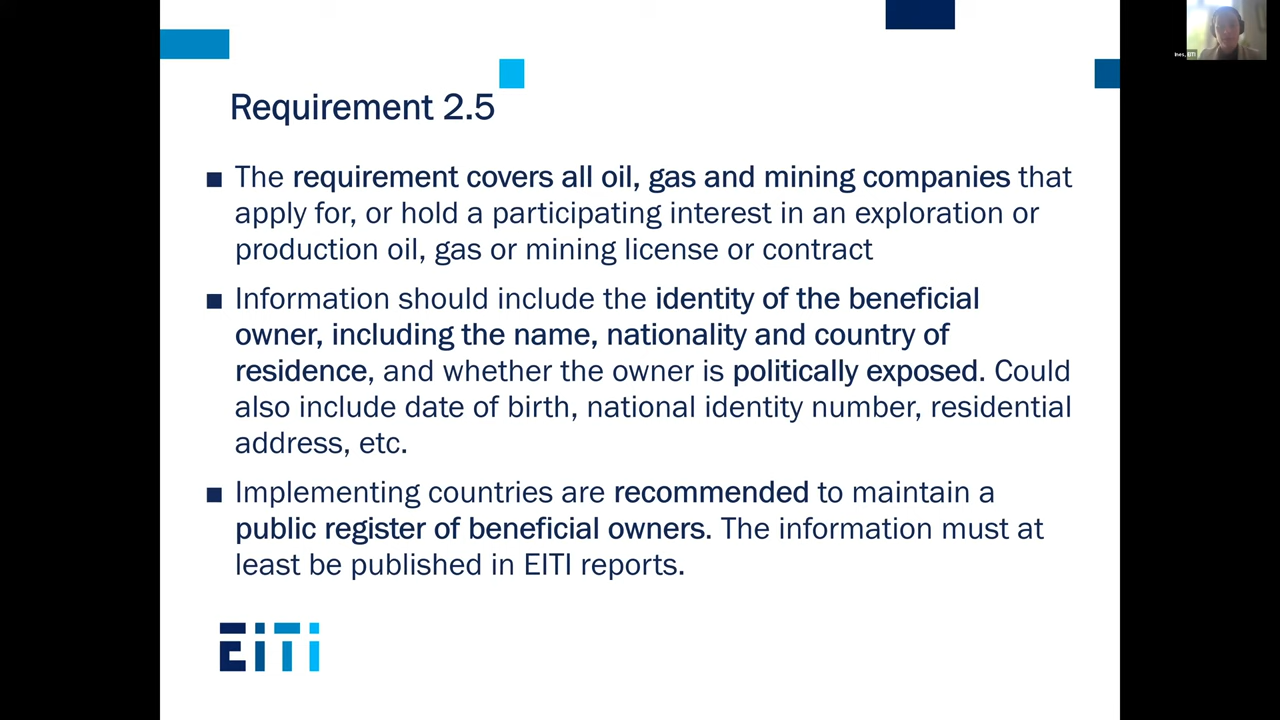 Ines, EITI
Requirement 2.5
■ The requirement covers all oil, gas and mining companies that
apply for, or hold a participating interest in an exploration or
production oil, gas or mining license or contract
■ Information should include the identity of the beneficial
owner, including the name, nationality and country of
residence, and whether the owner is politically exposed. Could
also include date of birth, national identity number, residential
address, etc.
■ Implementing countries are recommended to maintain a
public register of beneficial owners. The information must at
least be published in EITI reports.
EiTi